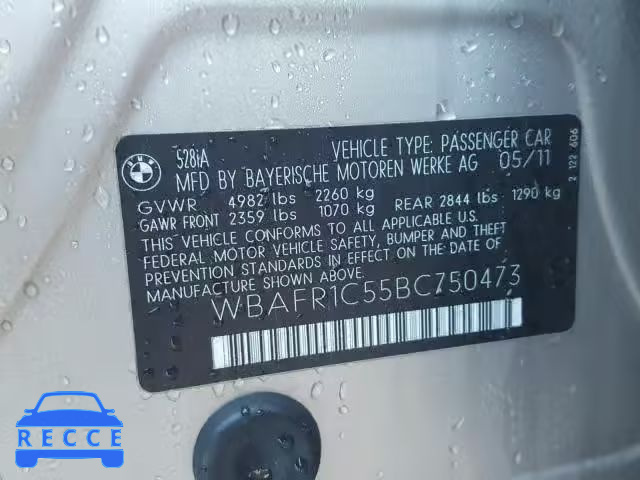 BMW
528iA
VEHICLE TYPE: PASSENGER CAR
MFD BY BAYERISCHE MOTOREN WERKE AG 05/11
GVWR 4982 lbs 2260 kg
GAWR FRONT 2359 lbs 1070 kg REAR 2844 lbs 1290 kg
THIS VEHICLE CONFORMS TO ALL APPLICABLE U.S.
FEDERAL MOTOR VEHICLE SAFETY, BUMPER AND THEFT
PREVENTION STANDARDS IN EFFECT ON THE DATE OF
MANUFACTURE SHOWN ABOVE.
WBAFR1C55BC750473
2 122 606
RECCE